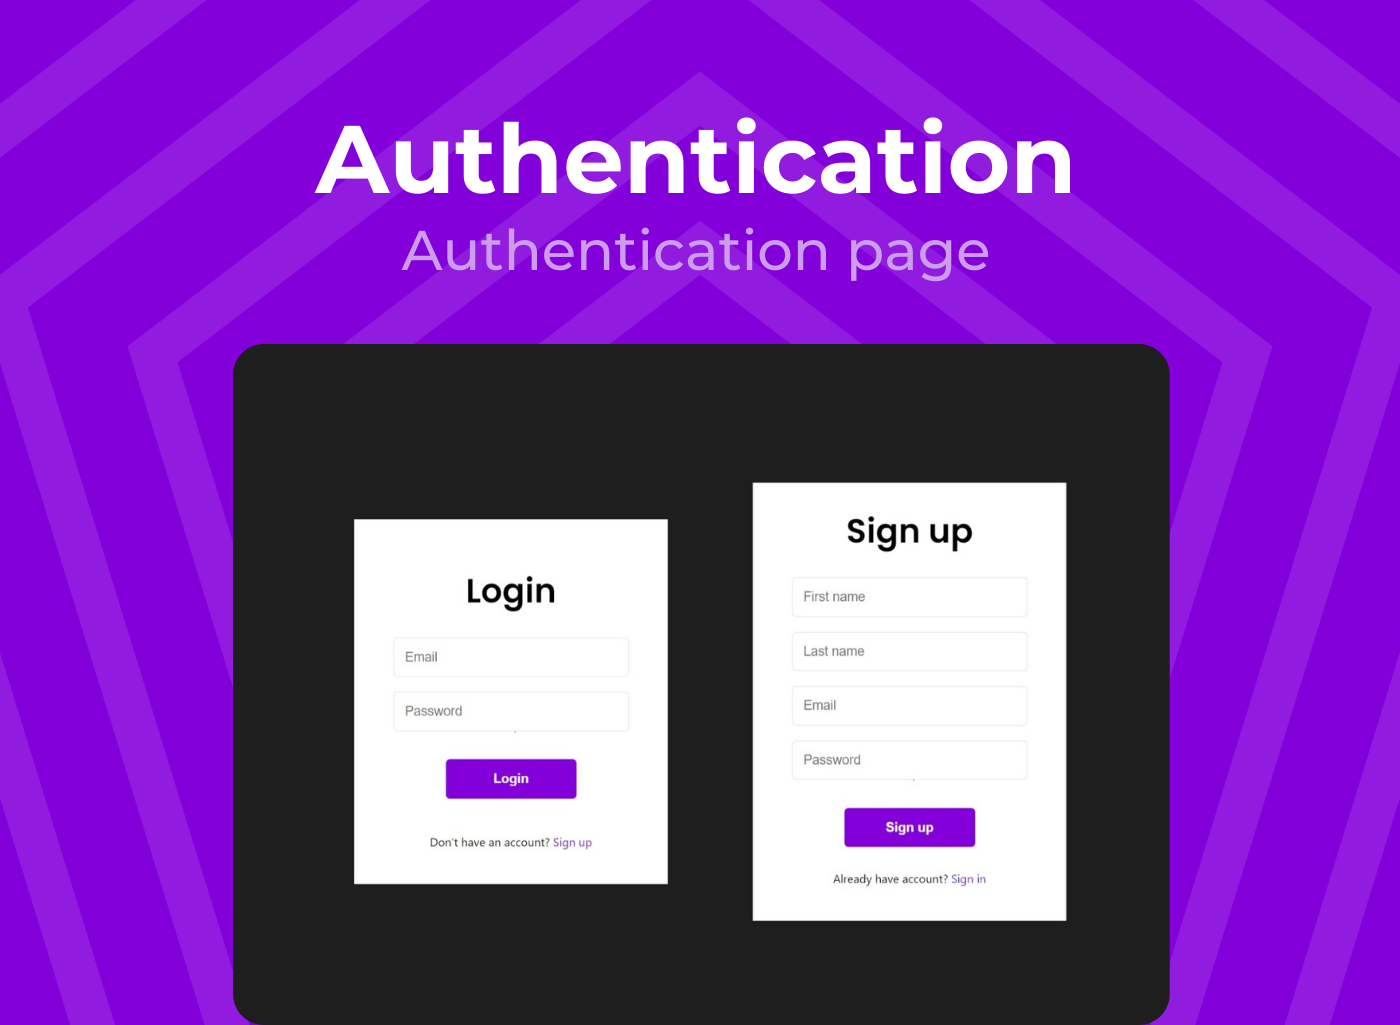 Authentication
Authentication page
Login
Email
Password
Login
Don't have an account? Sign up
Sign up
First name
Last name
Email
Password
Sign up
Already have account? Sign in